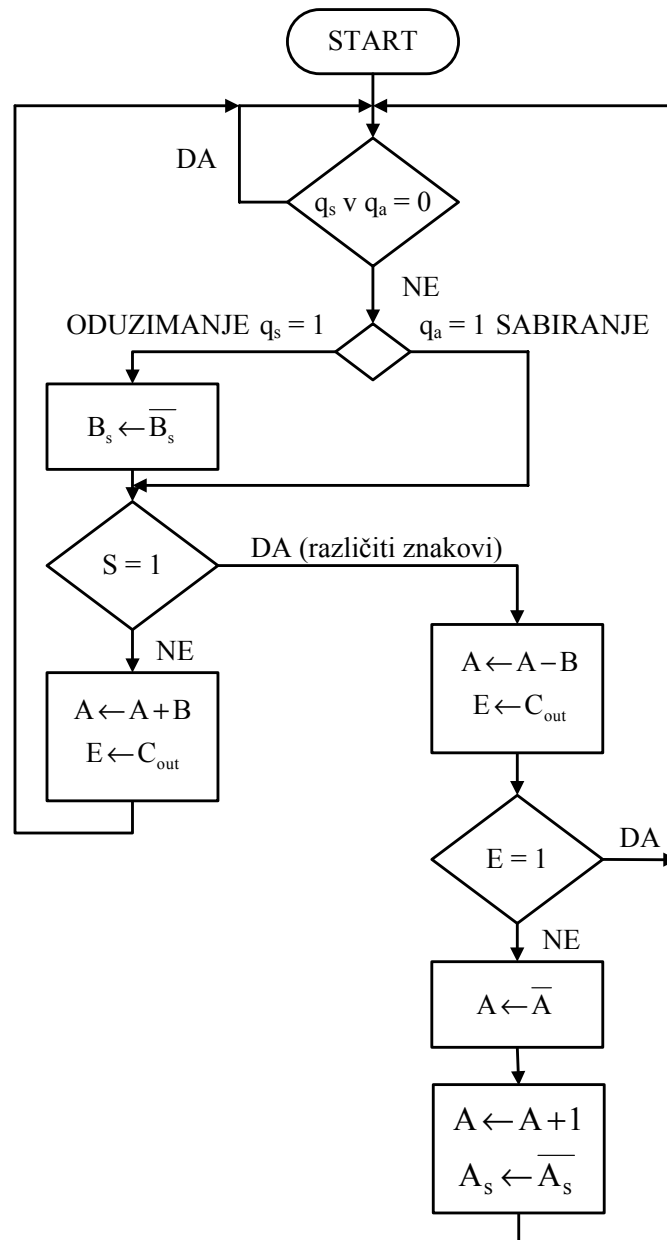 START
DA
qₛ v qₐ = 0
NE
ODUZIMANJE qₛ = 1
qₐ = 1 SABIRANJE
Bₛ ← B̅ₛ̅
S = 1
DA (različiti znakovi)
NE
A ← A + B
E ← Cₒᵤₜ
A ← A − B
E ← Cₒᵤₜ
E = 1
DA
NE
A ← A̅
A ← A + 1
Aₛ ← A̅ₛ̅